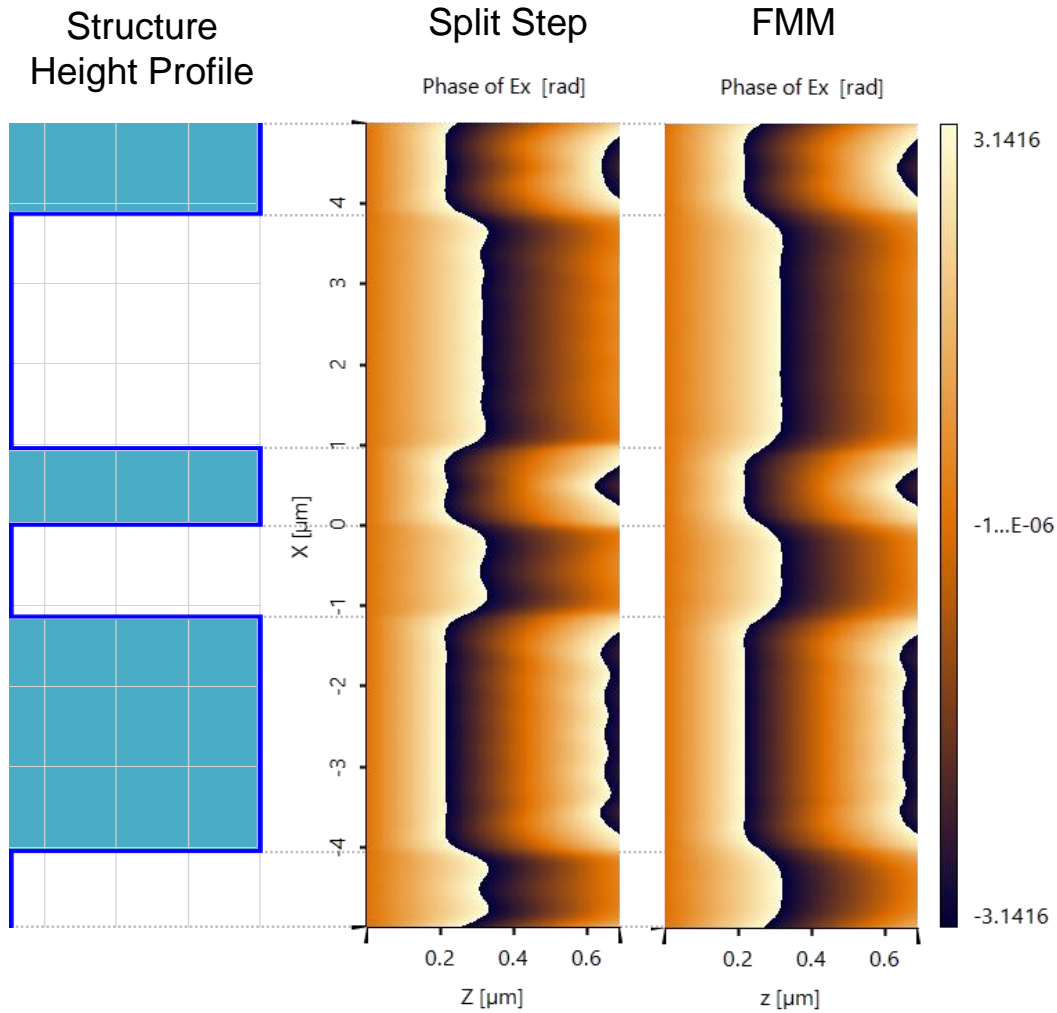 Structure
Height Profile
Split Step
FMM
Phase of Ex [rad]
Phase of Ex [rad]
3.1416
-1...E-06
-3.1416
X [µm]
4
3
2
1
0
-1
-2
-3
-4
0.2
0.4
0.6
Z [µm]
0.2
0.4
0.6
z [µm]